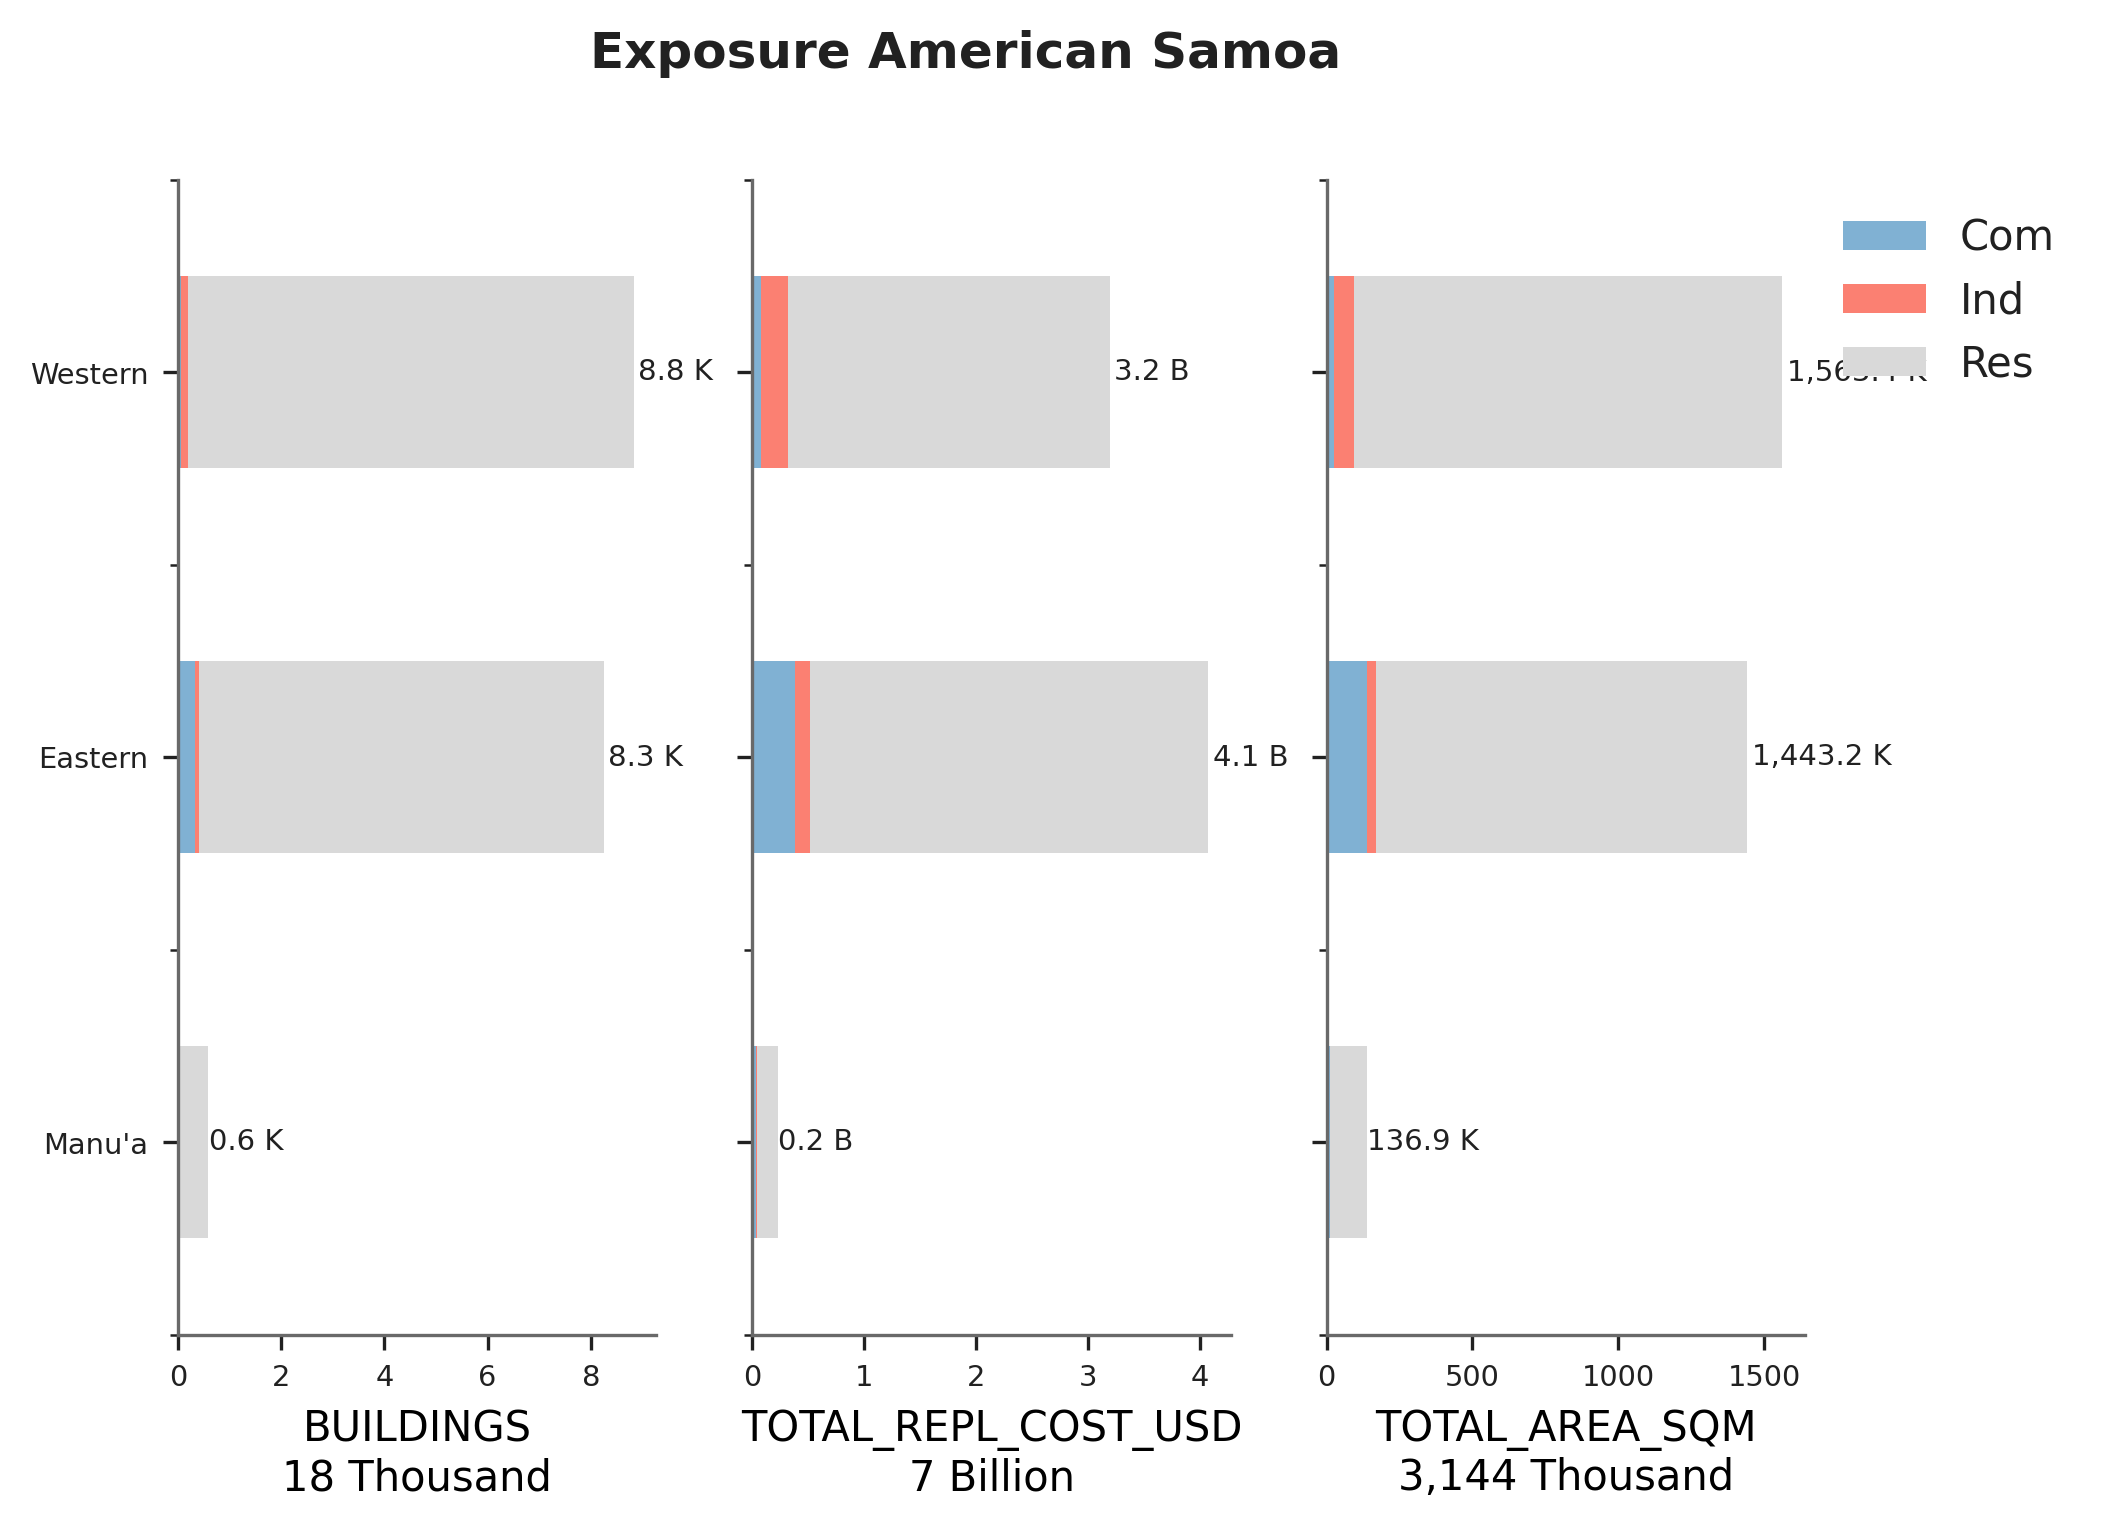 Exposure American Samoa
Com
Ind
Res
Western
8.8 K
3.2 B
Eastern
8.3 K
4.1 B
1,443.2 K
Manu'a
0.6 K
0.2 B
136.9 K
0 2 4 6 8
0 1 2 3 4
0 500 1000 1500
BUILDINGS
18 Thousand
TOTAL_REPL_COST_USD
7 Billion
TOTAL_AREA_SQM
3,144 Thousand